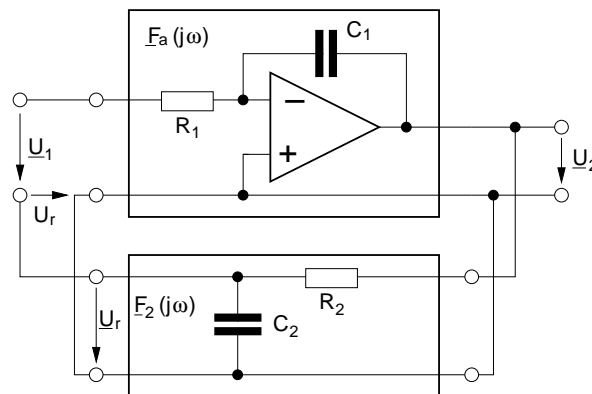 F̲a (jω)
C1
R1
−
+
U̲1
U̲2
Ur
F̲2 (jω)
R2
U̲r
C2